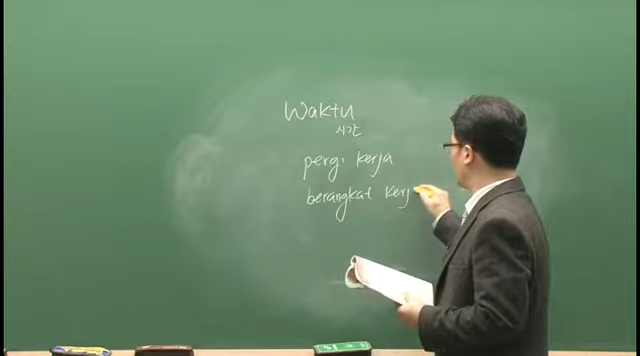 Waktu
시간
pergi kerja
berangkat kerj